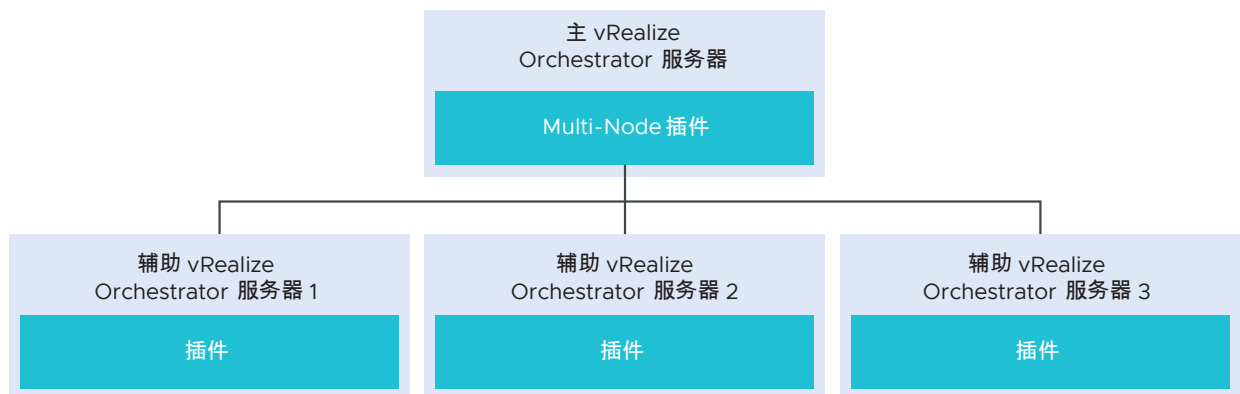 主 vRealize
Orchestrator 服务器
Multi-Node 插件
辅助 vRealize
Orchestrator 服务器 1
插件
辅助 vRealize
Orchestrator 服务器 2
插件
辅助 vRealize
Orchestrator 服务器 3
插件